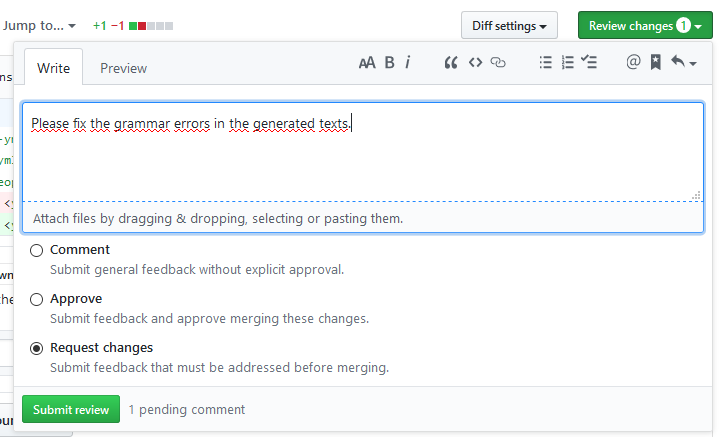 Jump to... +1 −1 Diff settings Review changes 1
Write Preview AA B i
Please fix the grammar errors in the generated texts.
Attach files by dragging & dropping, selecting or pasting them.
Comment
Submit general feedback without explicit approval.
Approve
Submit feedback and approve merging these changes.
Request changes
Submit feedback that must be addressed before merging.
Submit review 1 pending comment